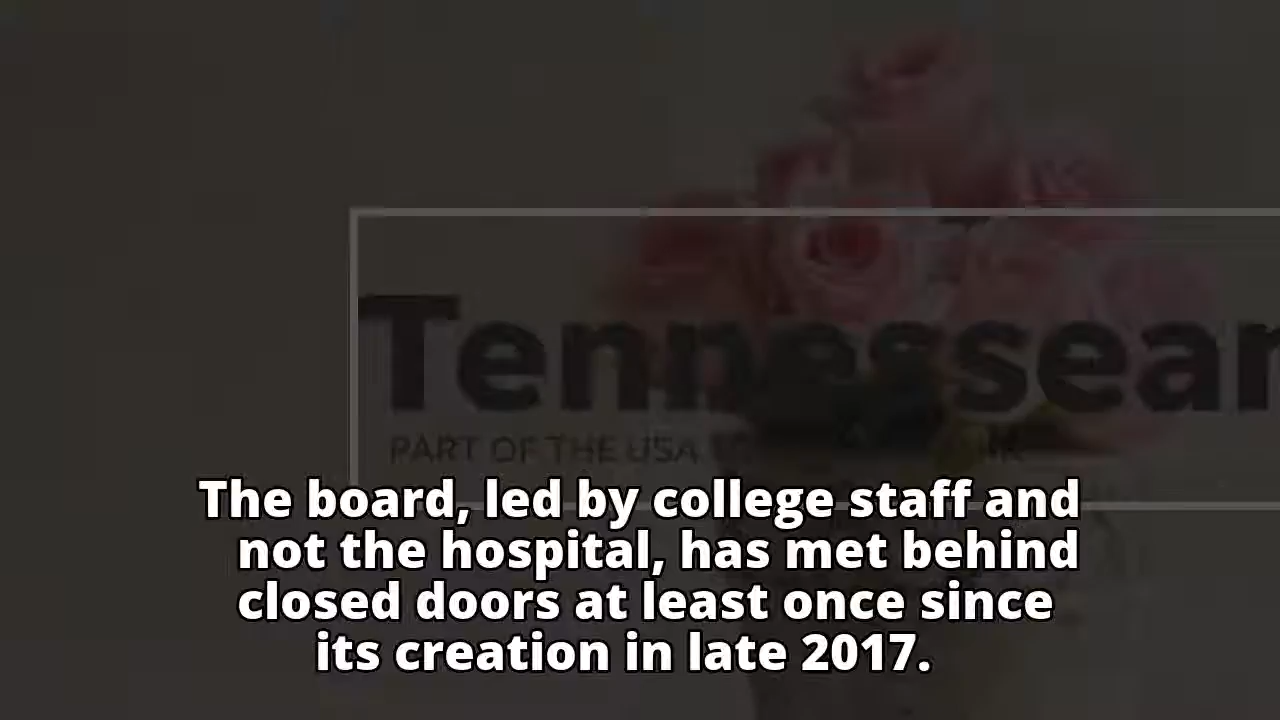 Tennessean
PART OF THE USA
The board, led by college staff and
not the hospital, has met behind
closed doors at least once since
its creation in late 2017.